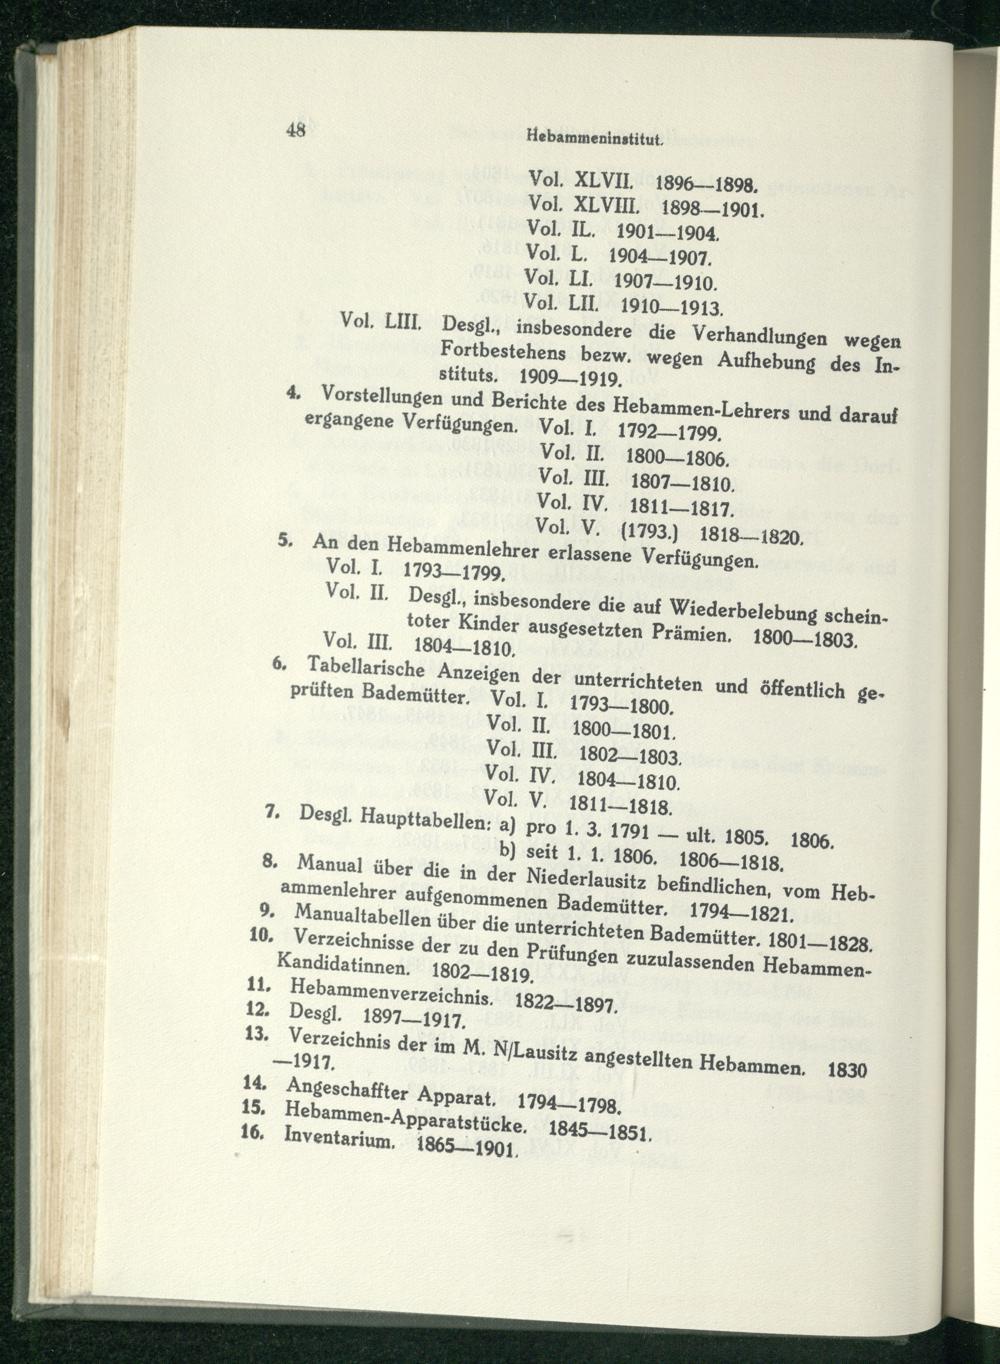 48
Hebammeninstitut.
Vol. XLVII. 1896—1898.
Vol. XLVIII. 1898—1901.
Vol. IL. 1901—1904.
Vol. L. 1904—1907.
Vol. LI. 1907—1910.
Vol. LII. 1910—1913.
Vol. LIII. Desgl., insbesondere die Verhandlungen wegen
Fortbestehens bezw. wegen Aufhebung des In-
stituts. 1909—1919.
4. Vorstellungen und Berichte des Hebammen-Lehrers und darauf
ergangene Verfügungen. Vol. I. 1792—1799.
Vol. II. 1800—1806.
Vol. III. 1807—1810.
Vol. IV. 1811—1817.
Vol. V. (1793.) 1818—1820.
5. An den Hebammenlehrer erlassene Verfügungen.
Vol. I. 1793—1799.
Vol. II. Desgl., insbesondere die auf Wiederbelebung schein-
toter Kinder ausgesetzten Prämien. 1800—1803.
Vol. III. 1804—1810.
6. Tabellarische Anzeigen der unterrichteten und öffentlich ge-
prüften Bademütter. Vol. I. 1793—1800.
Vol. II. 1800—1801.
Vol. III. 1802—1803.
Vol. IV. 1804—1810.
Vol. V. 1811—1818.
7. Desgl. Haupttabellen: a) pro 1. 3. 1791 — ult. 1805. 1806.
b) seit 1. 1. 1806. 1806—1818.
8. Manual über die in der Niederlausitz befindlichen, vom Heb-
ammenlehrer aufgenommenen Bademütter. 1794—1821.
9. Manualtabellen über die unterrichteten Bademütter. 1801—1828.
10. Verzeichnisse der zu den Prüfungen zuzulassenden Hebammen-
Kandidatinnen. 1802—1819.
11. Hebammenverzeichnis. 1822—1897.
12. Desgl. 1897—1917.
13. Verzeichnis der im M. N/Lausitz angestellten Hebammen. 1830
—1917.
14. Angeschaffter Apparat. 1794—1798.
15. Hebammen-Apparatstücke. 1845—1851.
16. Inventarium. 1865—1901.